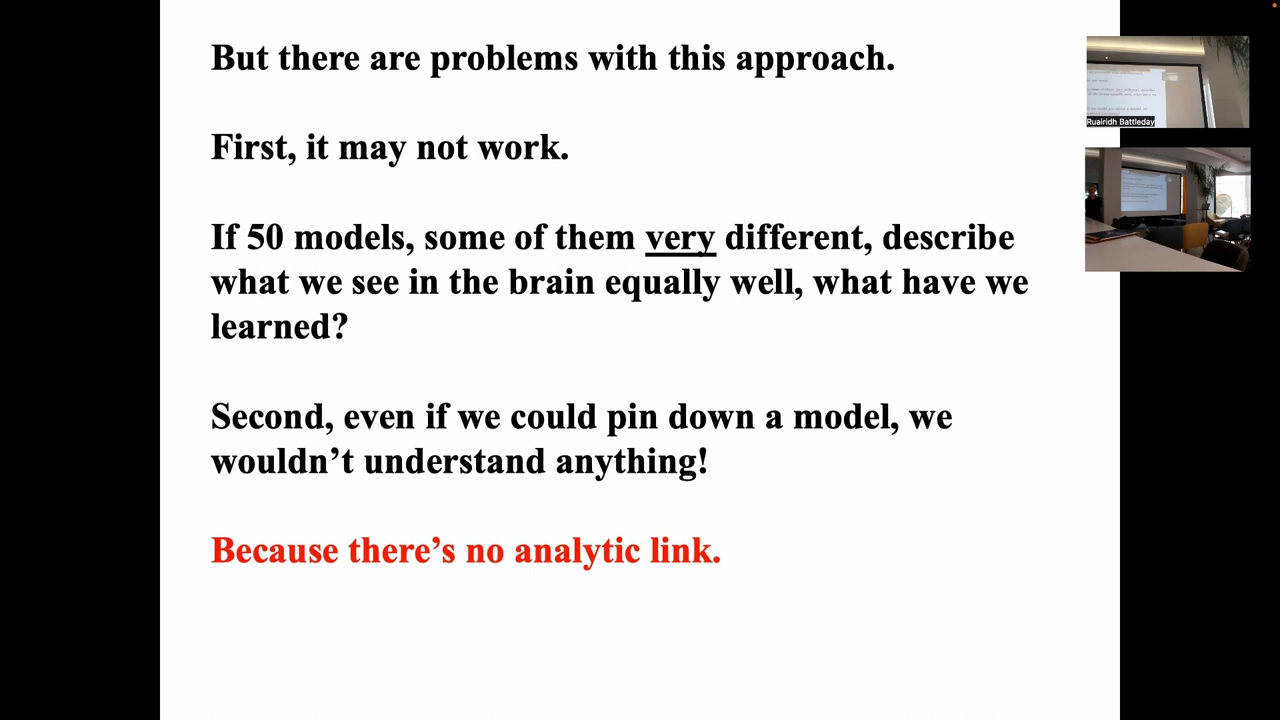 But there are problems with this approach.
First, it may not work.
If 50 models, some of them very different, describe
what we see in the brain equally well, what have we
learned?
Second, even if we could pin down a model, we
wouldn’t understand anything!
Because there’s no analytic link.
Ruairidh Battleday